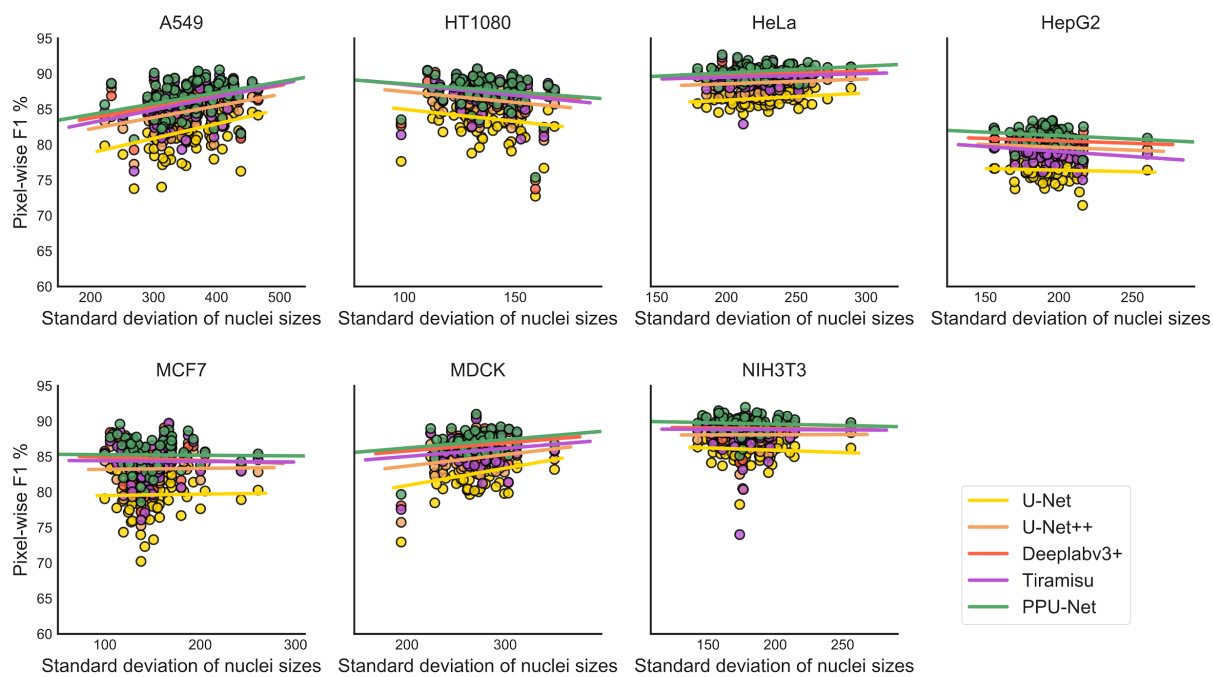 A549 HT1080 HeLa HepG2
95
90
85
80
75
70
65
60
Pixel-wise F1 %
200 300 400 500 100 150 150 200 250 300 150 200 250
Standard deviation of nuclei sizes Standard deviation of nuclei sizes Standard deviation of nuclei sizes Standard deviation of nuclei sizes
MCF7 MDCK NIH3T3
95
90
85
80
75
70
65
60
Pixel-wise F1 %
100 200 300 200 300 150 200 250
Standard deviation of nuclei sizes Standard deviation of nuclei sizes Standard deviation of nuclei sizes
U-Net
U-Net++
Deeplabv3+
Tiramisu
PPU-Net